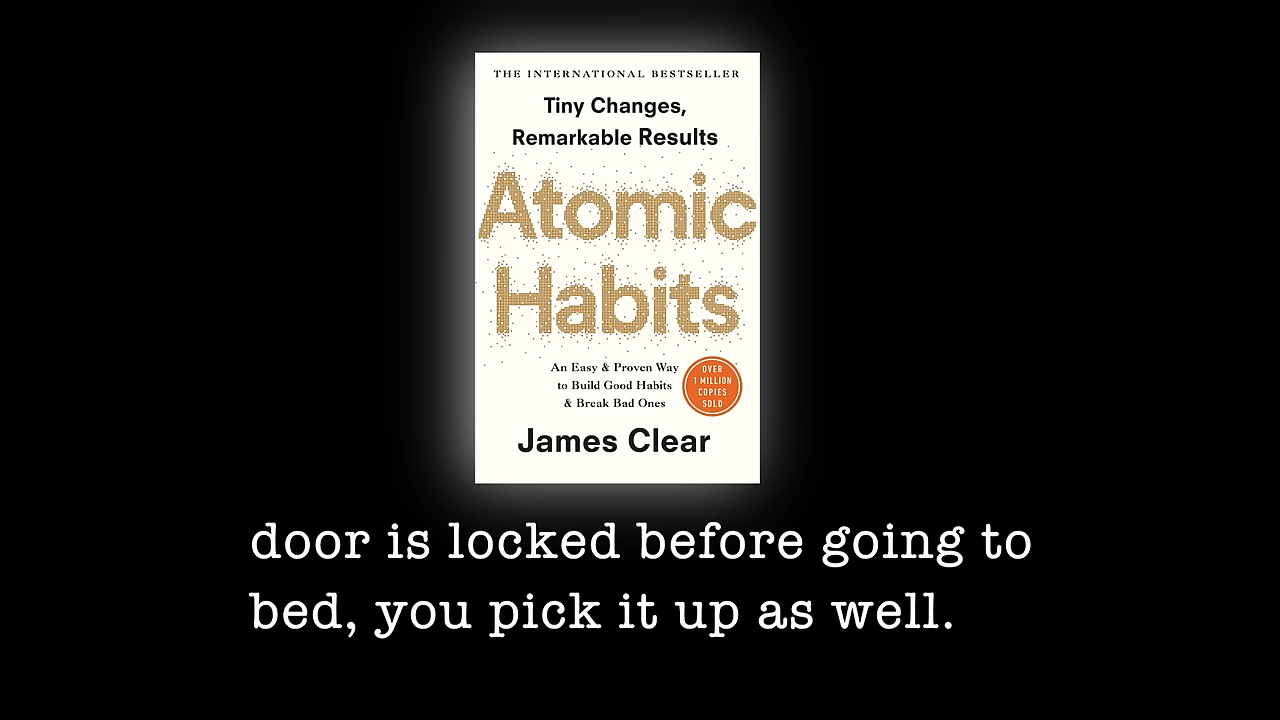 THE INTERNATIONAL BESTSELLER
Tiny Changes,
Remarkable Results
Atomic
Habits
An Easy & Proven Way
to Build Good Habits
& Break Bad Ones
OVER
1 MILLION
COPIES
SOLD
James Clear
door is locked before going to
bed, you pick it up as well.